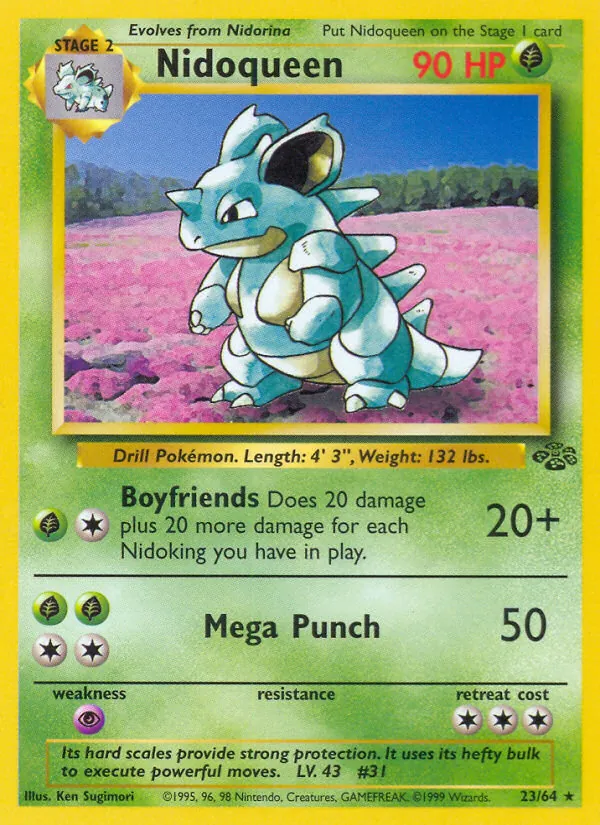 Evolves from Nidorina Put Nidoqueen on the Stage 1 card
STAGE 2
Nidoqueen 90 HP
Drill Pokémon. Length: 4' 3", Weight: 132 lbs.
Boyfriends Does 20 damage
plus 20 more damage for each
Nidoking you have in play.
20+
Mega Punch 50
weakness resistance retreat cost
Its hard scales provide strong protection. It uses its hefty bulk
to execute powerful moves. LV. 43 #31
Illus. Ken Sugimori ©1995, 96, 98 Nintendo, Creatures, GAMEFREAK. ©1999 Wizards. 23/64 ★